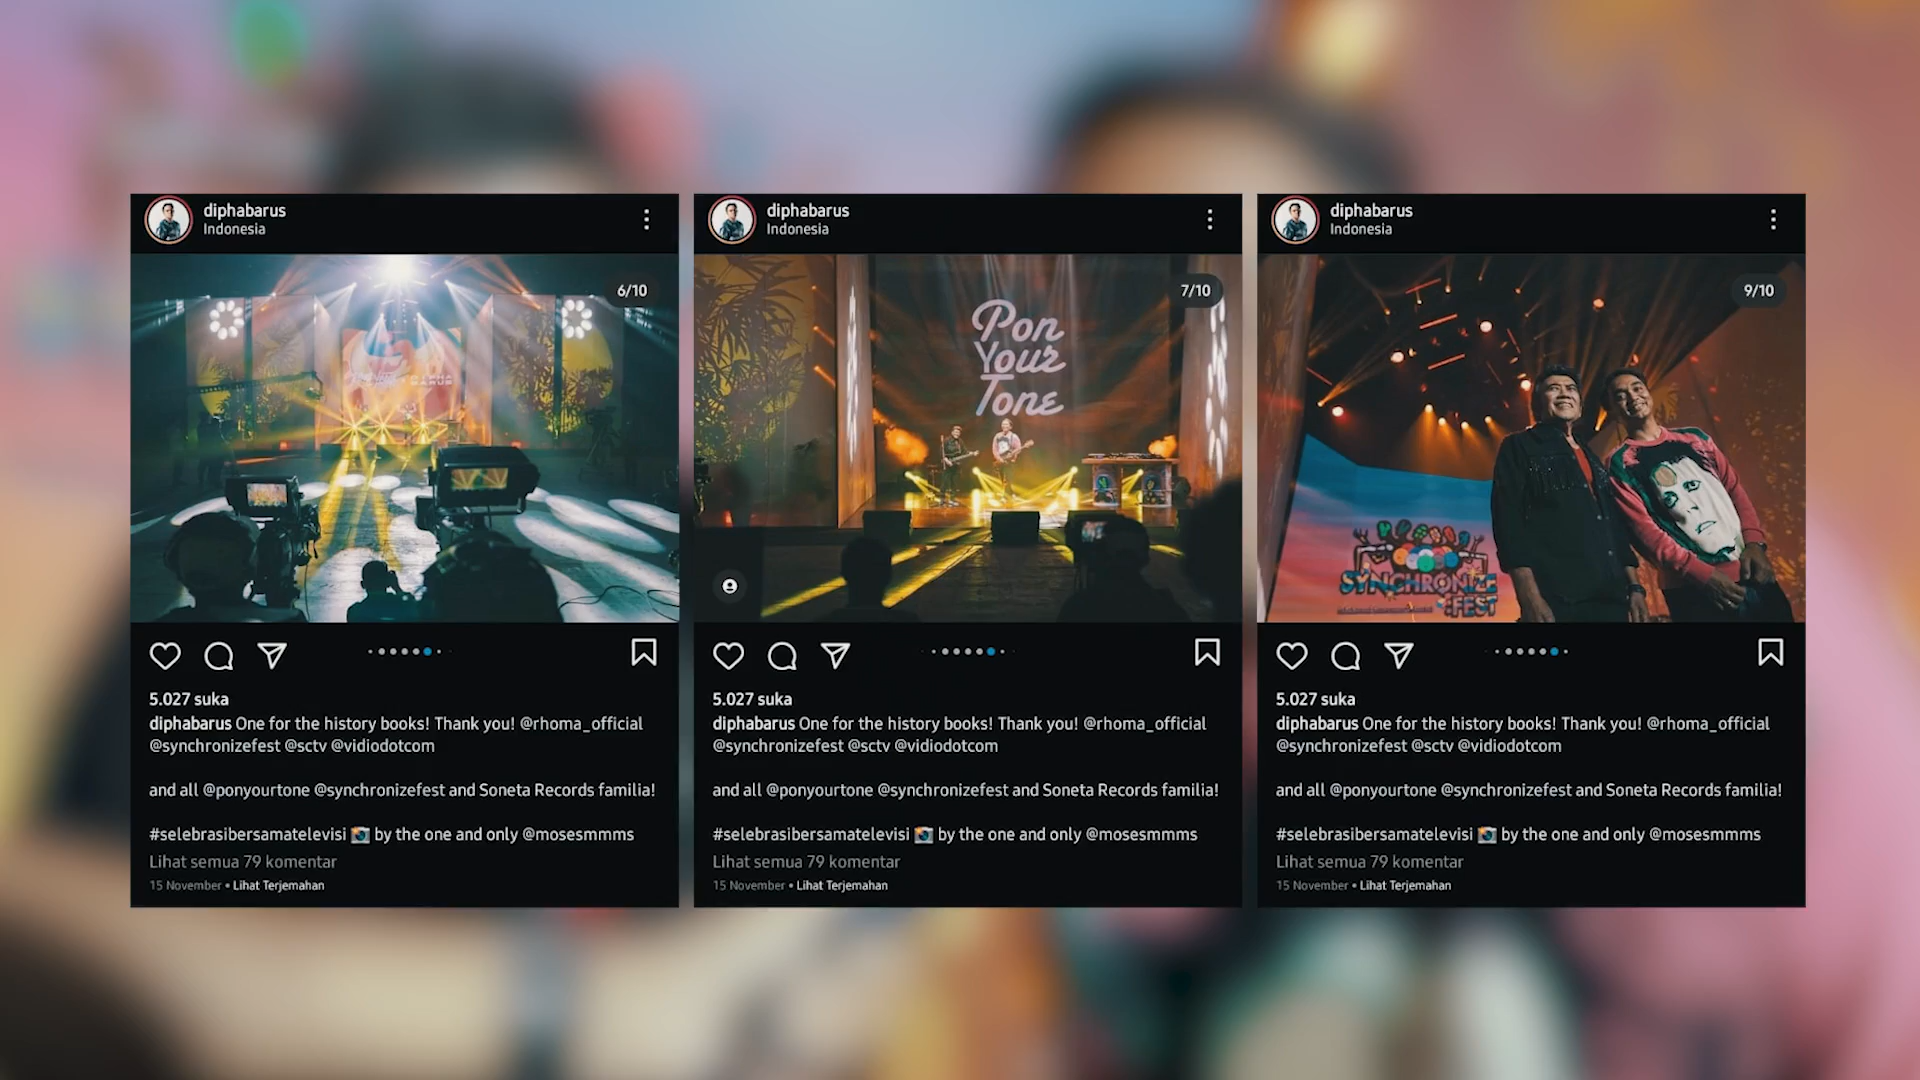 diphabarus
Indonesia
6/10
5.027 suka
diphabarus One for the history books! Thank you! @rhoma_official
@synchronizefest @sctv @vidiodotcom
and all @ponyourtone @synchronizefest and Soneta Records familia!
#selebrasibersamatelevisi 📷 by the one and only @mosesmmms
Lihat semua 79 komentar
15 November • Lihat Terjemahan
diphabarus
Indonesia
7/10
Pon
Your
Tone
5.027 suka
diphabarus One for the history books! Thank you! @rhoma_official
@synchronizefest @sctv @vidiodotcom
and all @ponyourtone @synchronizefest and Soneta Records familia!
#selebrasibersamatelevisi 📷 by the one and only @mosesmmms
Lihat semua 79 komentar
15 November • Lihat Terjemahan
diphabarus
Indonesia
9/10
SYNCHRONIZE
FEST
5.027 suka
diphabarus One for the history books! Thank you! @rhoma_official
@synchronizefest @sctv @vidiodotcom
and all @ponyourtone @synchronizefest and Soneta Records familia!
#selebrasibersamatelevisi 📷 by the one and only @mosesmmms
Lihat semua 79 komentar
15 November • Lihat Terjemahan